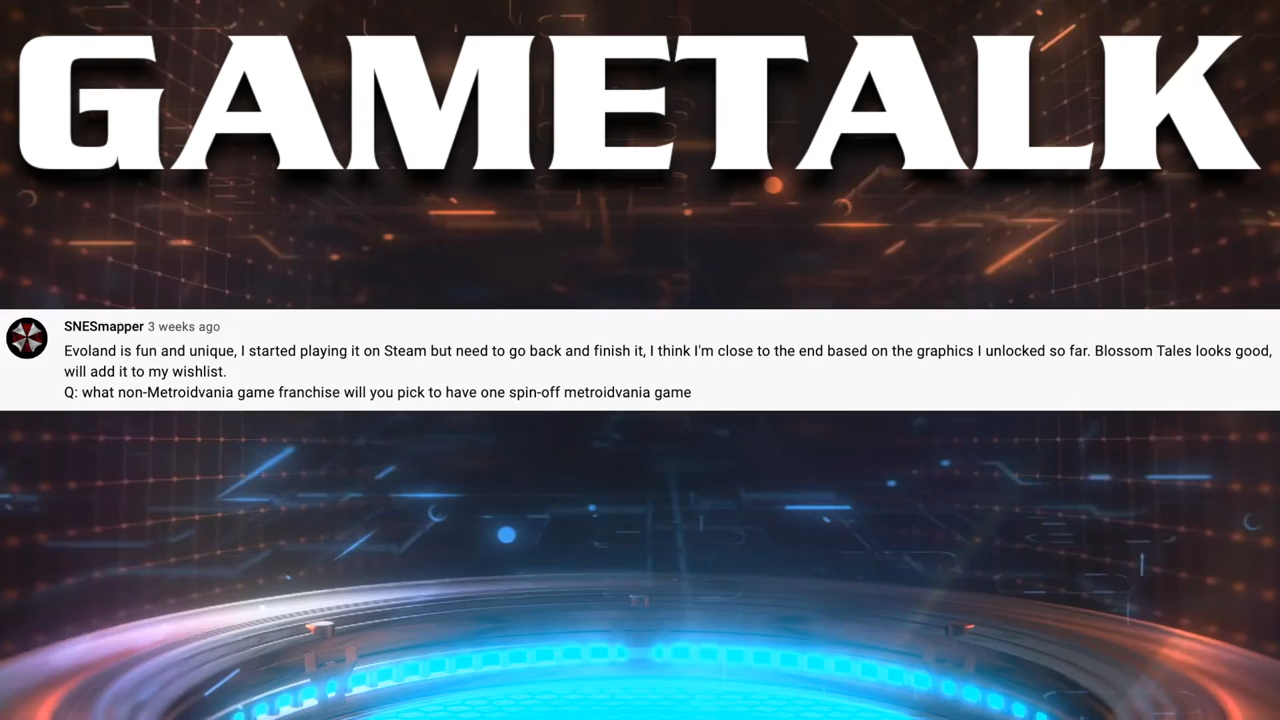 GAMETALK
SNESmapper 3 weeks ago
Evoland is fun and unique, I started playing it on Steam but need to go back and finish it, I think I'm close to the end based on the graphics I unlocked so far. Blossom Tales looks good,
will add it to my wishlist.
Q: what non-Metroidvania game franchise will you pick to have one spin-off metroidvania game